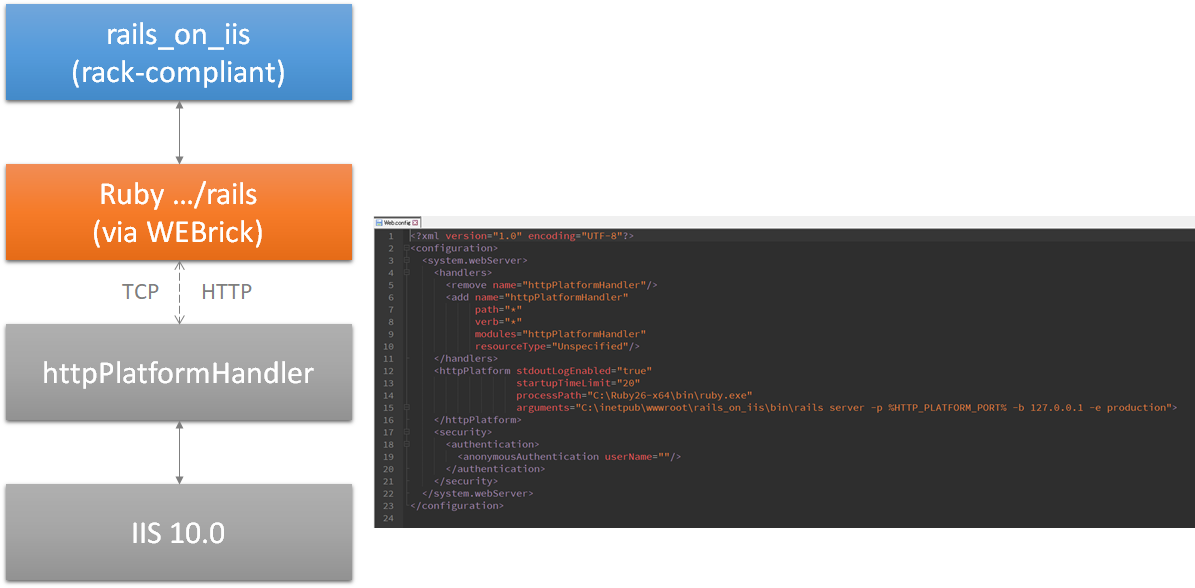 rails_on_iis
(rack-compliant)
Ruby .../rails
(via WEBrick)
TCP HTTP
httpPlatformHandler
IIS 10.0
Web.config
1 <?xml version="1.0" encoding="UTF-8"?>
2 <configuration>
3 <system.webServer>
4 <handlers>
5 <remove name="httpPlatformHandler"/>
6 <add name="httpPlatformHandler"
7 path="*"
8 verb="*"
9 modules="httpPlatformHandler"
10 resourceType="Unspecified"/>
11 </handlers>
12 <httpPlatform stdoutLogEnabled="true"
13 startupTimeLimit="20"
14 processPath="C:\Ruby26-x64\bin\ruby.exe"
15 arguments="C:\inetpub\wwwroot\rails_on_iis\bin\rails server -p %HTTP_PLATFORM_PORT% -b 127.0.0.1 -e production">
16 </httpPlatform>
17 <security>
18 <authentication>
19 <anonymousAuthentication userName=""/>
20 </authentication>
21 </security>
22 </system.webServer>
23 </configuration>
24